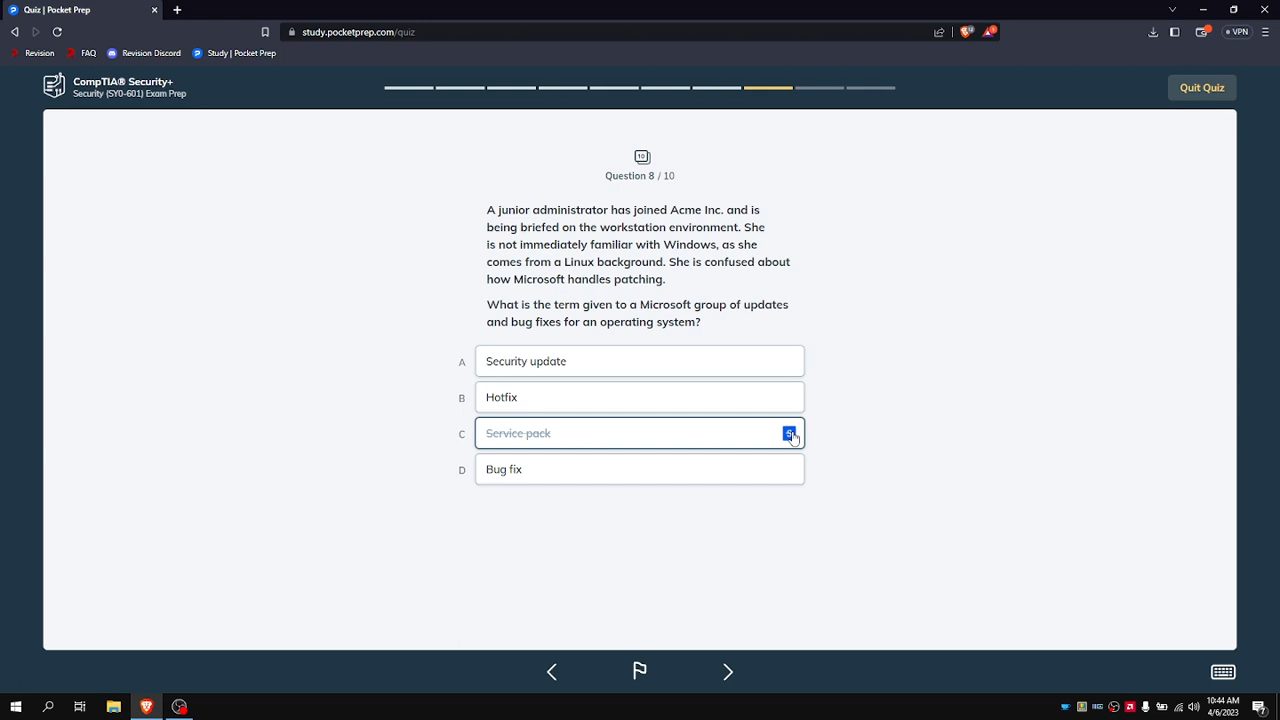 Quiz | Pocket Prep
study.pocketprep.com/quiz
VPN
Revision
FAQ
Revision Discord
Study | Pocket Prep
CompTIA® Security+
Security (SY0-601) Exam Prep
Quit Quiz
10
Question 8 / 10
A junior administrator has joined Acme Inc. and is
being briefed on the workstation environment. She
is not immediately familiar with Windows, as she
comes from a Linux background. She is confused about
how Microsoft handles patching.
What is the term given to a Microsoft group of updates
and bug fixes for an operating system?
A Security update
B Hotfix
C Service pack
D Bug fix
10:44 AM
4/6/2023